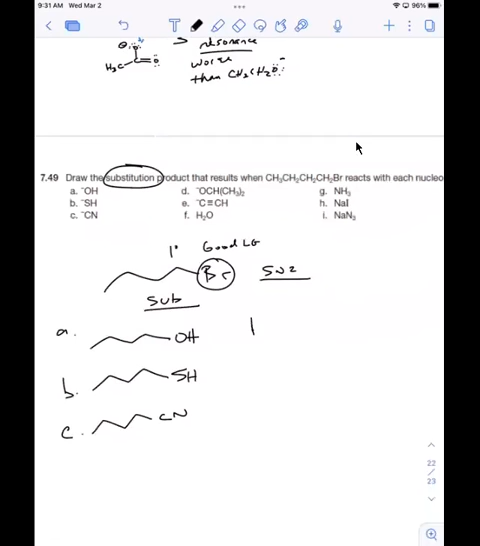 9:31 AM Wed Mar 2
96%
T
⊖ :Ö:
H₃C C=Ö:
> resonance
worse
than CH₃CH₂Ö:⁻
7.49 Draw the substitution product that results when CH₃CH₂CH₂CH₂Br reacts with each nucleo
a. ⁻OH d. ⁻OCH(CH₃)₂ g. NH₃
b. ⁻SH e. ⁻C≡CH h. NaI
c. ⁻CN f. H₂O i. NaN₃
1° Good LG
Br SN2
Sub
a. OH
b. SH
c. CN
22
/
23